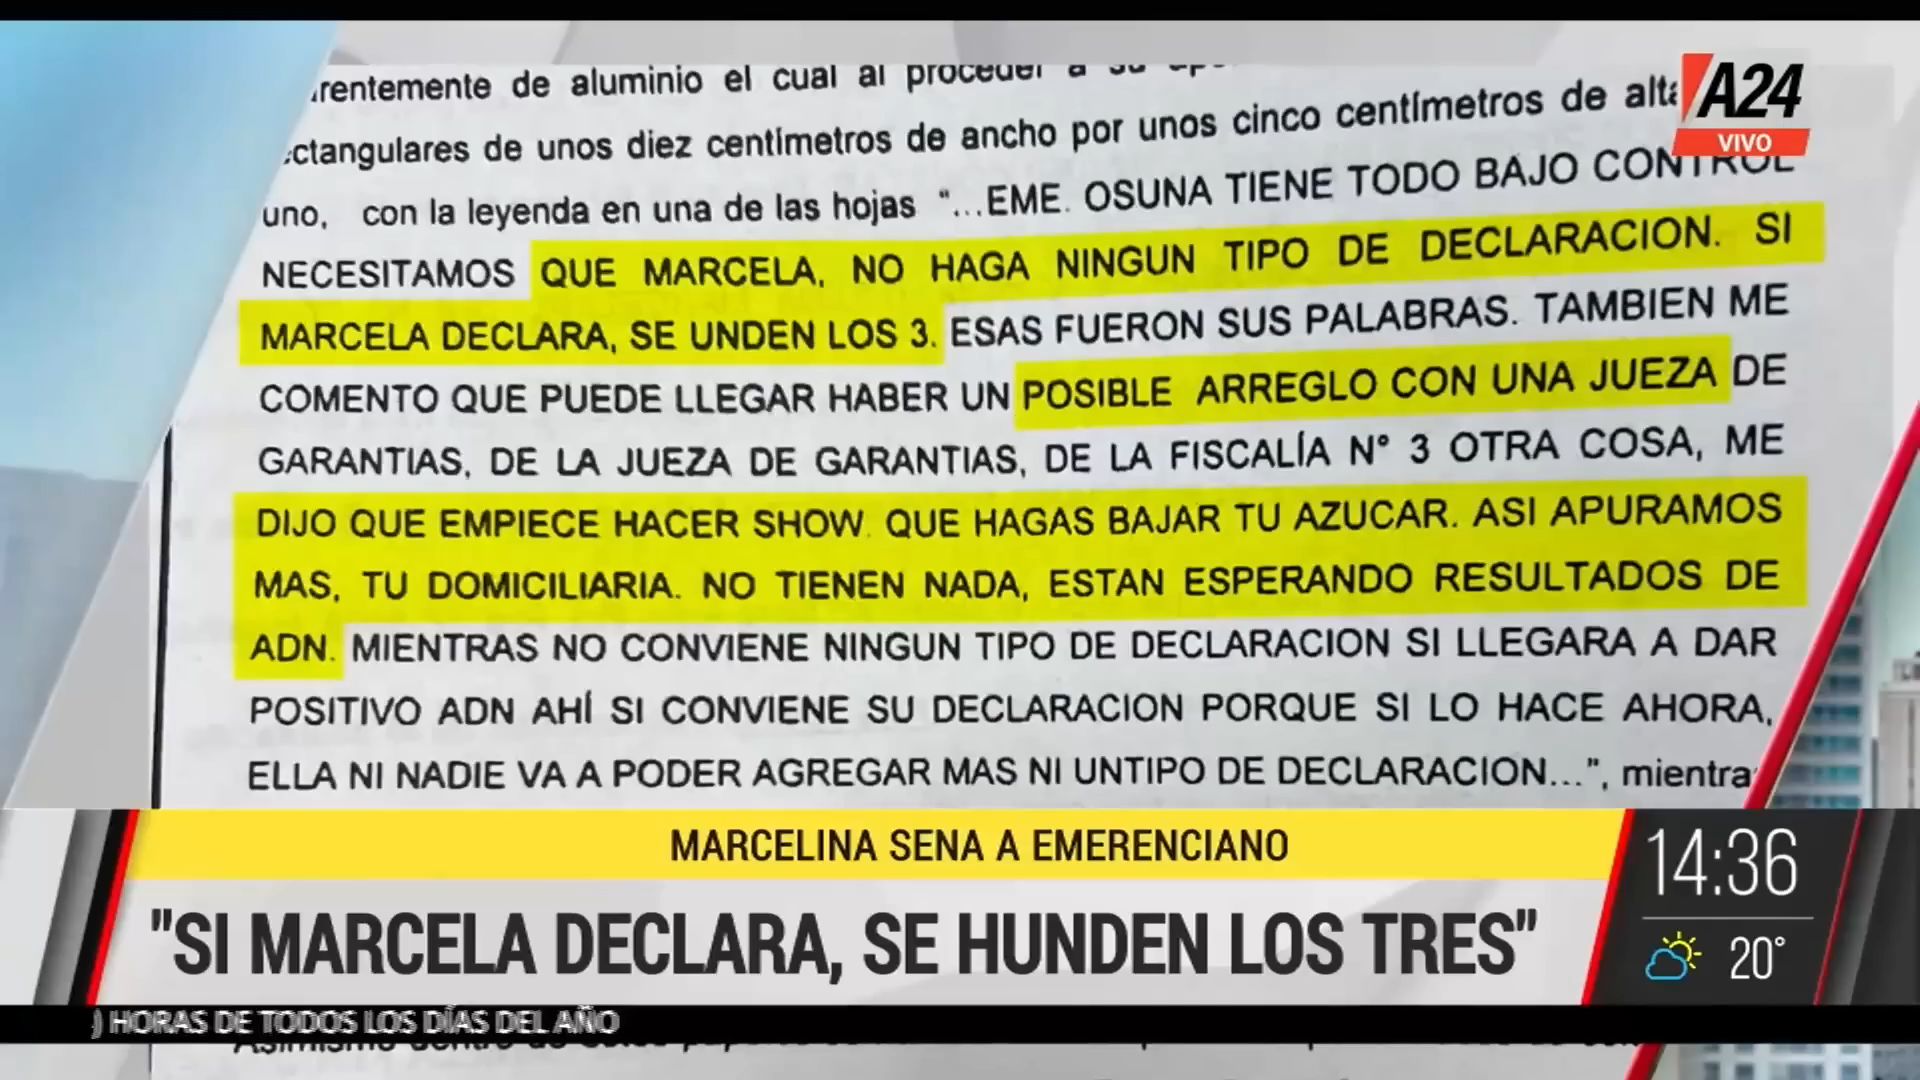 de aluminio el cual al proceder a su
de unos diez centímetros de ancho por unos cinco centímetros de
A24
VIVO
uno, con la leyenda en una de las hojas "...EME. OSUNA TIENE TODO BAJO CONTROL
NECESITAMOS QUE MARCELA, NO HAGA NINGUN TIPO DE DECLARACION. SI
MARCELA DECLARA, SE UNDEN LOS 3. ESAS FUERON SUS PALABRAS. TAMBIEN ME
COMENTO QUE PUEDE LLEGAR HABER UN POSIBLE ARREGLO CON UNA JUEZA DE
GARANTIAS, DE LA JUEZA DE GARANTIAS, DE LA FISCALÍA N° 3 OTRA COSA, ME
DIJO QUE EMPIECE HACER SHOW. QUE HAGAS BAJAR TU AZUCAR. ASI APURAMOS
MAS, TU DOMICILIARIA. NO TIENEN NADA, ESTAN ESPERANDO RESULTADOS DE
ADN. MIENTRAS NO CONVIENE NINGUN TIPO DE DECLARACION SI LLEGARA A DAR
POSITIVO ADN AHÍ SI CONVIENE SU DECLARACION PORQUE SI LO HACE AHORA,
ELLA NI NADIE VA A PODER AGREGAR MAS NI UNTIPO DE DECLARACION...", mientra
MARCELINA SENA A EMERENCIANO
"SI MARCELA DECLARA, SE HUNDEN LOS TRES"
14:36
20°
) HORAS DE TODOS LOS DÍAS DEL AÑO